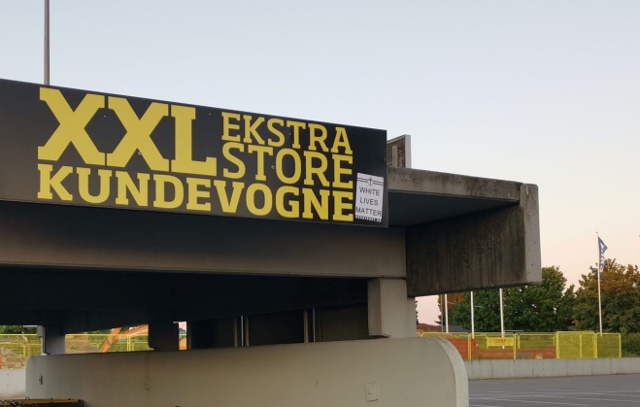 XXL EKSTRA
STORE
KUNDEVOGNE
WHITE
LIVES
MATTER